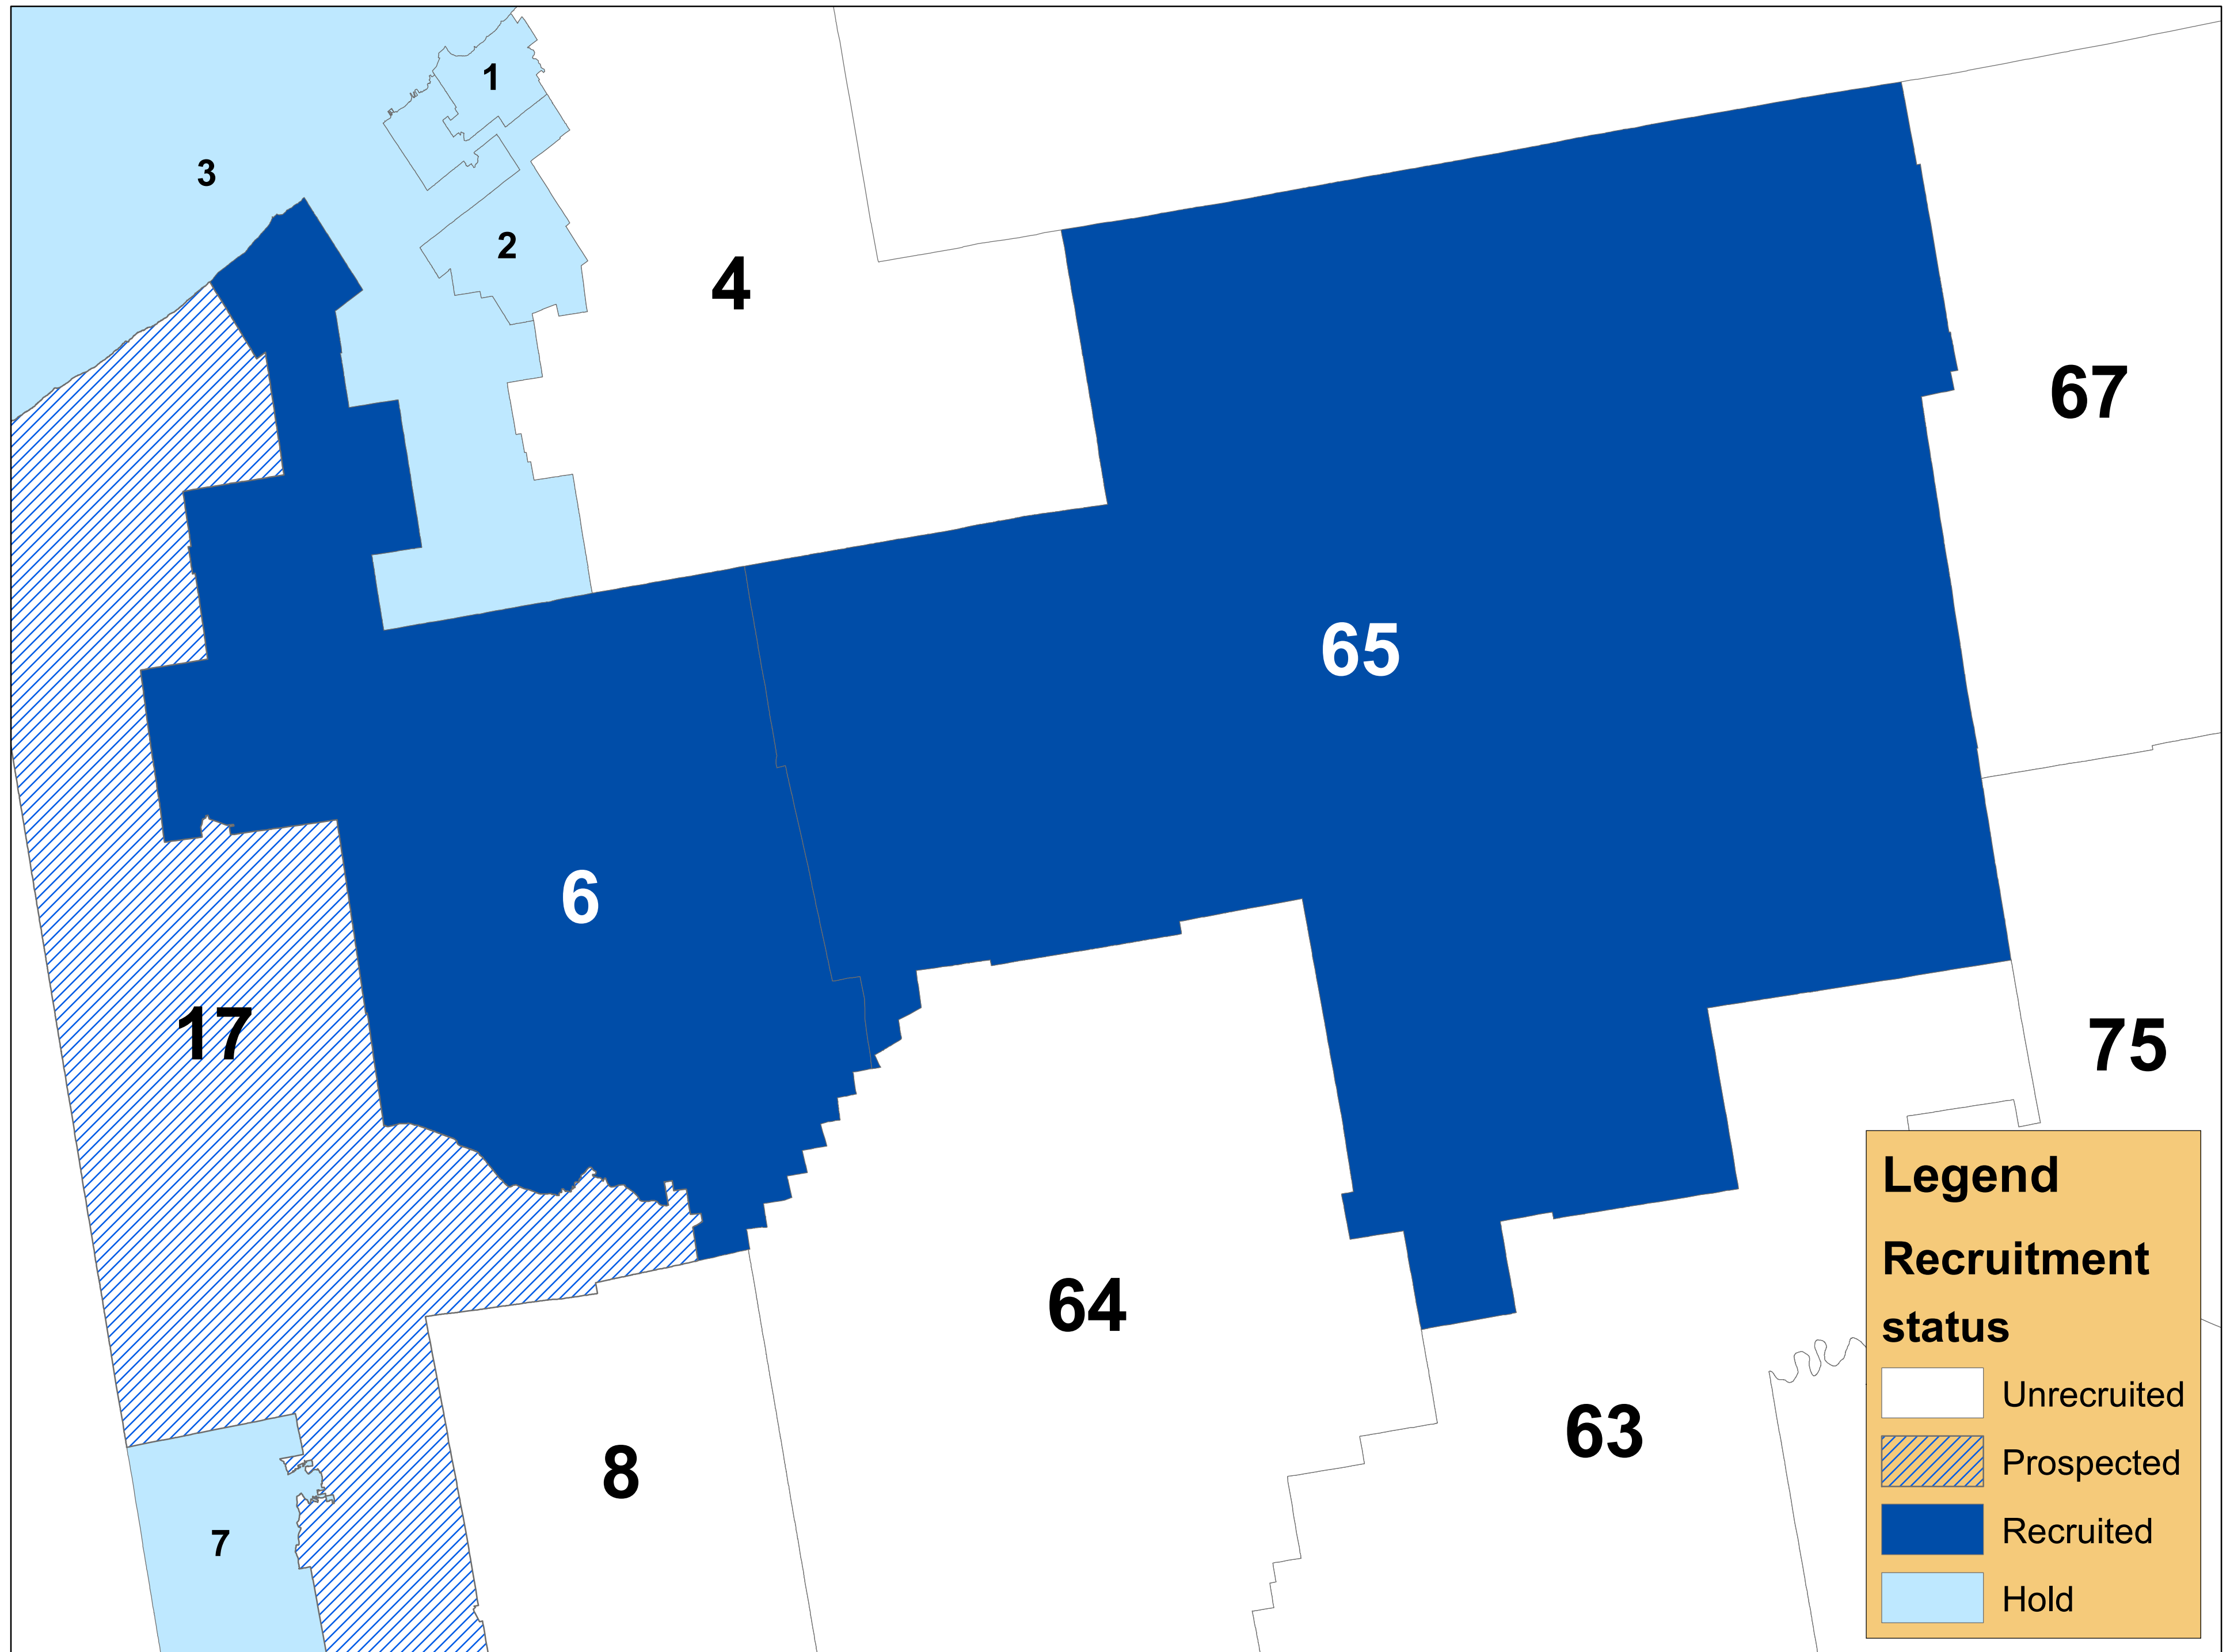 1
3
2
4
67
65
6
17
75
64
63
8
7
Legend
Recruitment
status
Unrecruited
Prospected
Recruited
Hold